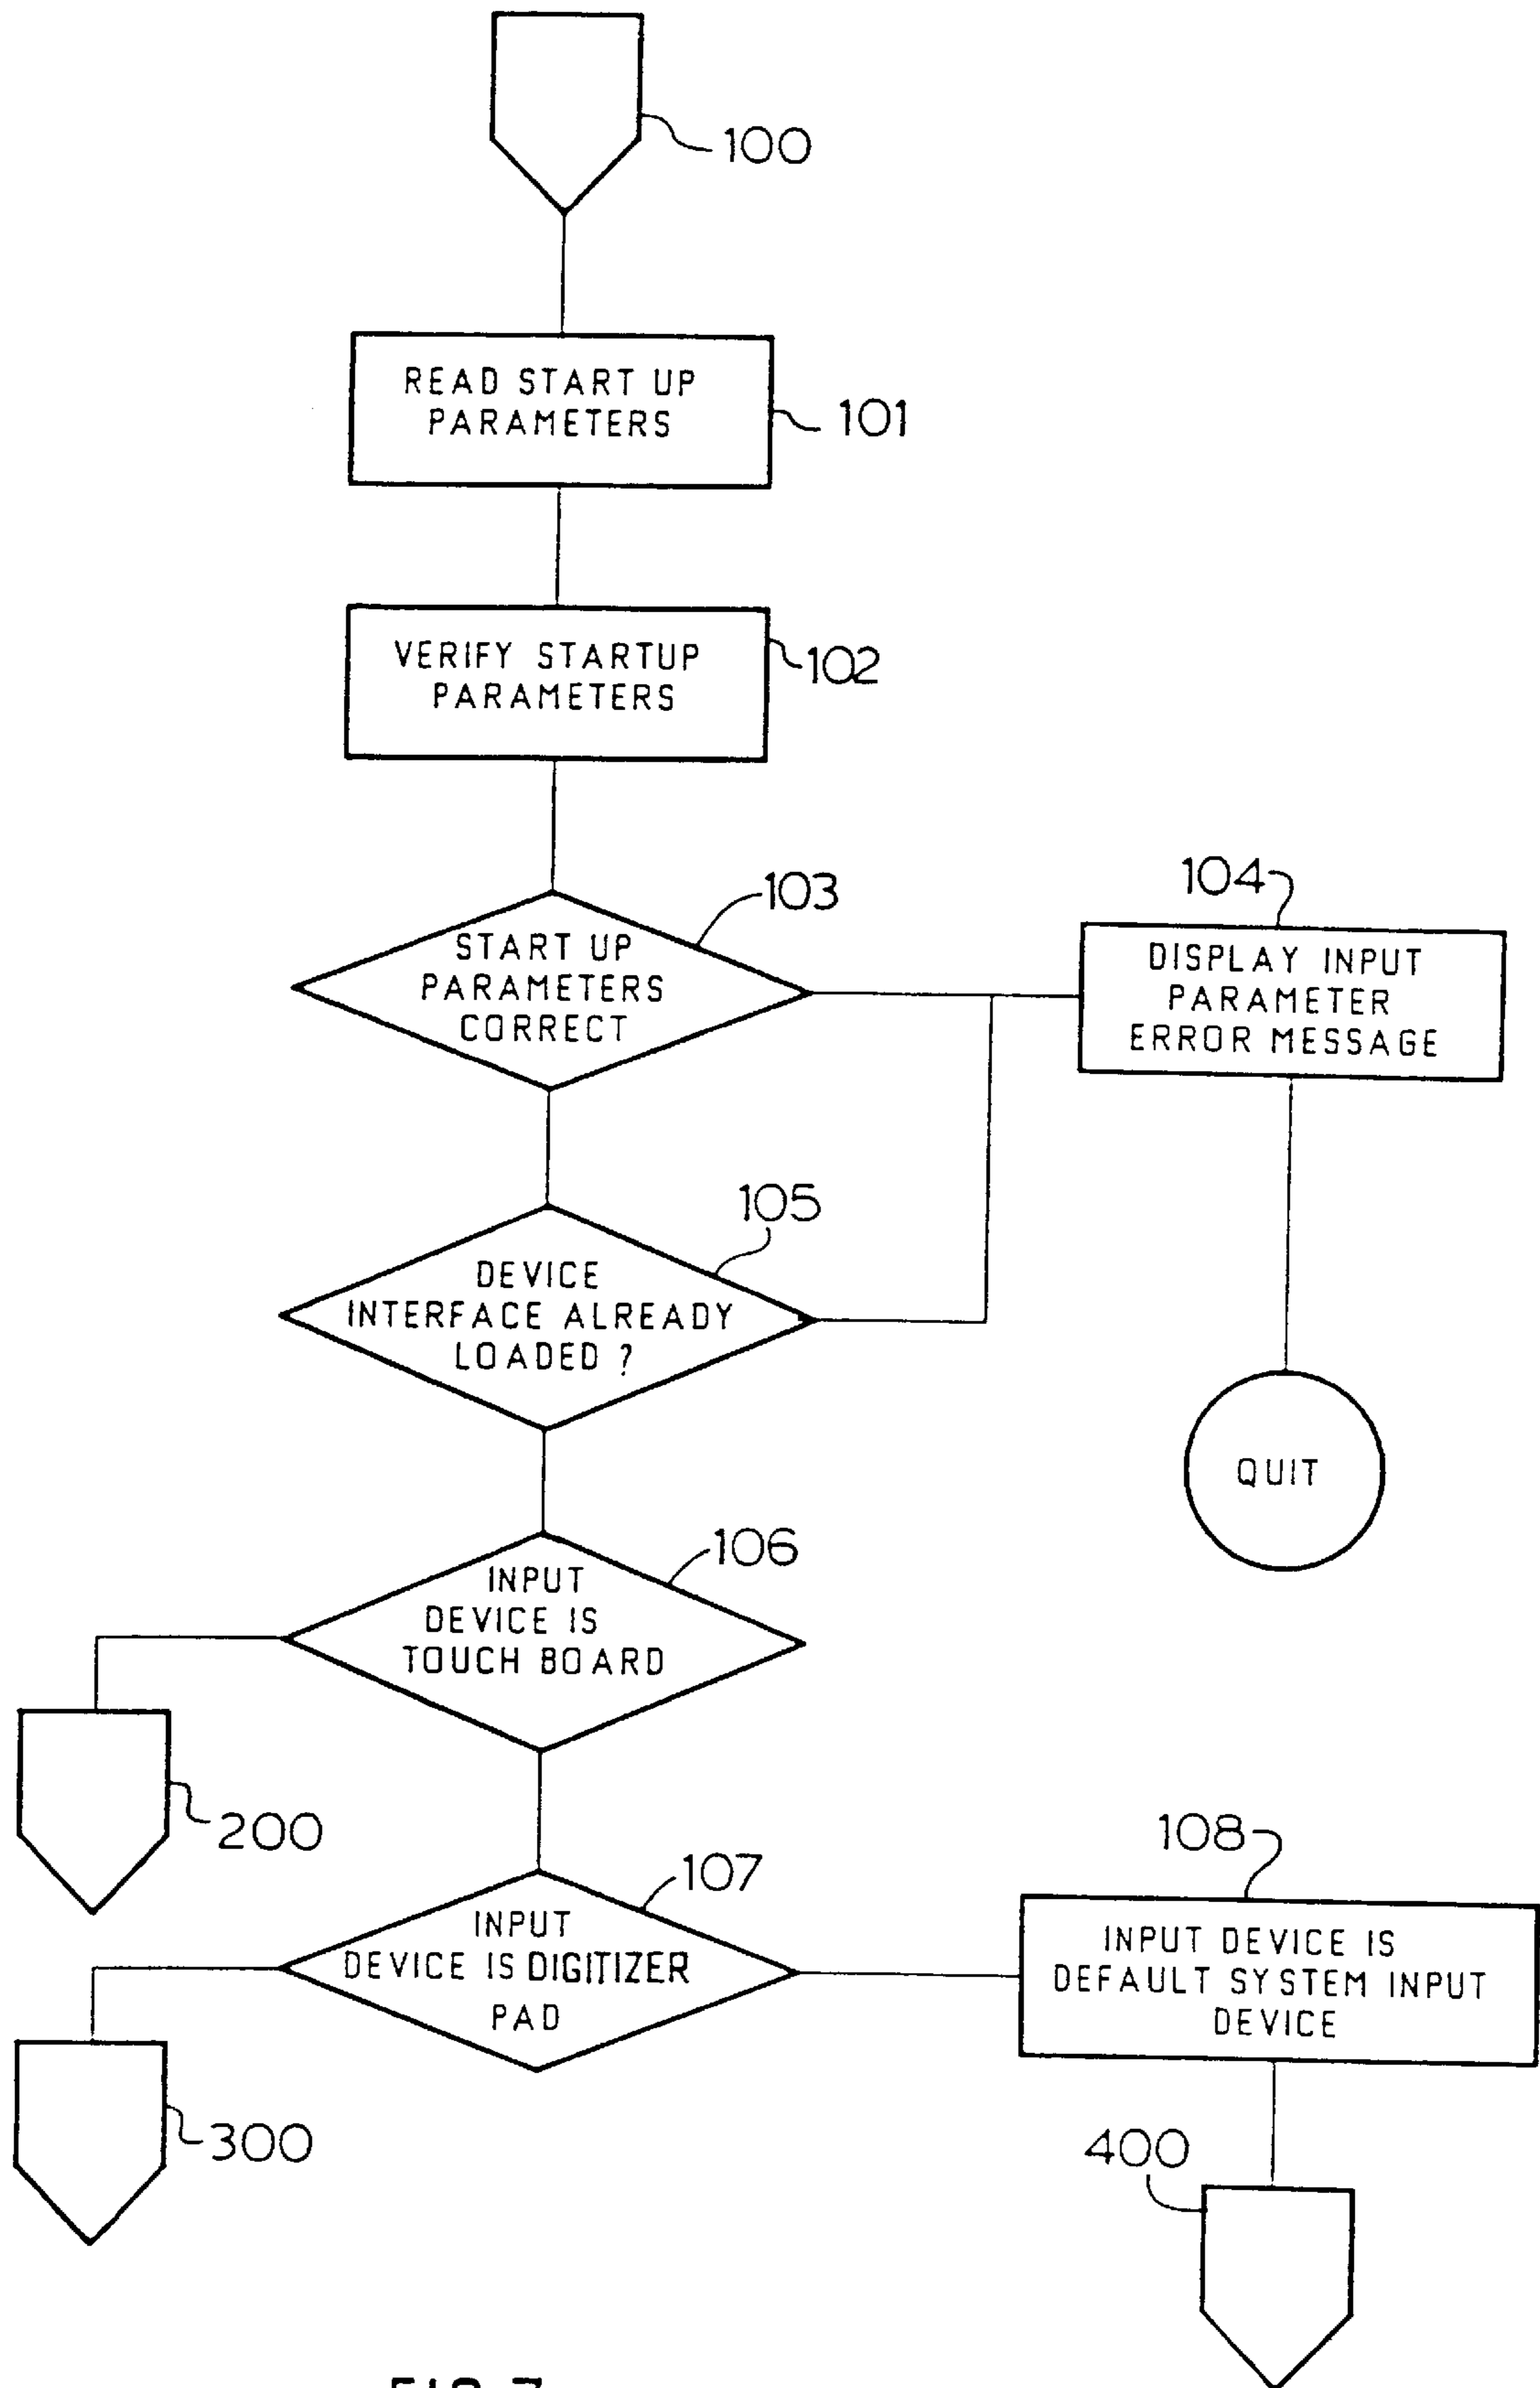 100
READ START UP
PARAMETERS
101
VERIFY STARTUP
PARAMETERS
102
103
START UP
PARAMETERS
CORRECT
104
DISPLAY INPUT
PARAMETER
ERROR MESSAGE
105
DEVICE
INTERFACE ALREADY
LOADED ?
QUIT
106
INPUT
DEVICE IS
TOUCH BOARD
200
107
INPUT
DEVICE IS DIGITIZER
PAD
108
INPUT DEVICE IS
DEFAULT SYSTEM INPUT
DEVICE
300
400